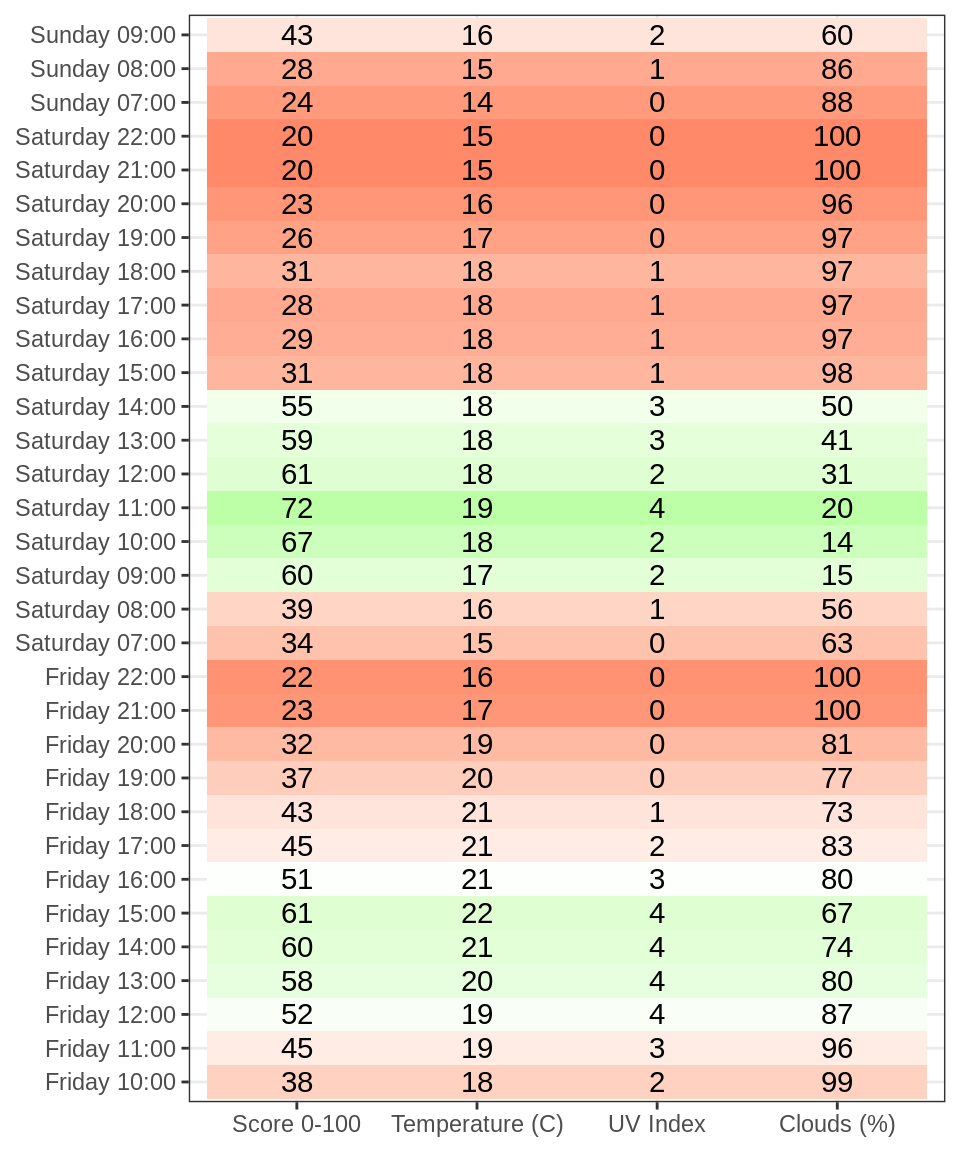 Sunday 09:00 43 16 2 60
Sunday 08:00 28 15 1 86
Sunday 07:00 24 14 0 88
Saturday 22:00 20 15 0 100
Saturday 21:00 20 15 0 100
Saturday 20:00 23 16 0 96
Saturday 19:00 26 17 0 97
Saturday 18:00 31 18 1 97
Saturday 17:00 28 18 1 97
Saturday 16:00 29 18 1 97
Saturday 15:00 31 18 1 98
Saturday 14:00 55 18 3 50
Saturday 13:00 59 18 3 41
Saturday 12:00 61 18 2 31
Saturday 11:00 72 19 4 20
Saturday 10:00 67 18 2 14
Saturday 09:00 60 17 2 15
Saturday 08:00 39 16 1 56
Saturday 07:00 34 15 0 63
Friday 22:00 22 16 0 100
Friday 21:00 23 17 0 100
Friday 20:00 32 19 0 81
Friday 19:00 37 20 0 77
Friday 18:00 43 21 1 73
Friday 17:00 45 21 2 83
Friday 16:00 51 21 3 80
Friday 15:00 61 22 4 67
Friday 14:00 60 21 4 74
Friday 13:00 58 20 4 80
Friday 12:00 52 19 4 87
Friday 11:00 45 19 3 96
Friday 10:00 38 18 2 99
Score 0-100 Temperature (C) UV Index Clouds (%)